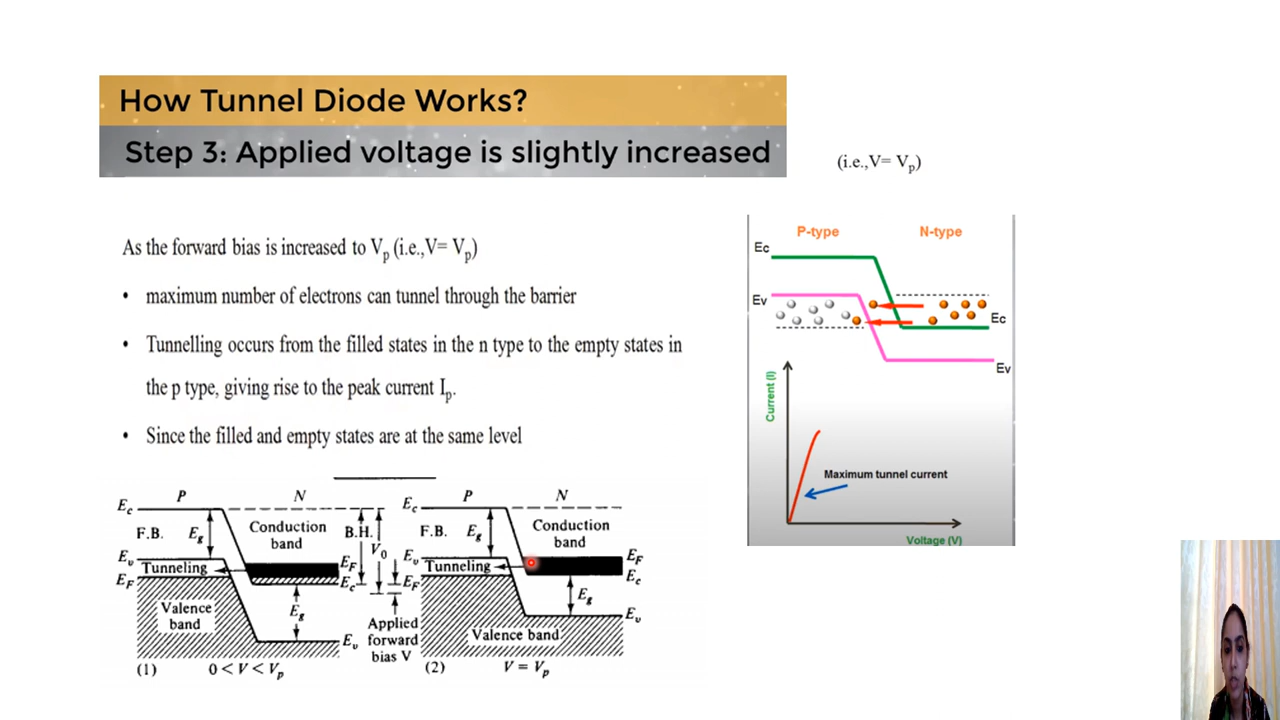 How Tunnel Diode Works?
Step 3: Applied voltage is slightly increased
(i.e.,V= Vp)
As the forward bias is increased to Vp (i.e.,V= Vp)
• maximum number of electrons can tunnel through the barrier
• Tunnelling occurs from the filled states in the n type to the empty states in
the p type, giving rise to the peak current Ip.
• Since the filled and empty states are at the same level
P-type N-type
Ec
Ev
Ec
Ev
Current (I)
Maximum tunnel current
Voltage (V)
P N
Ec
F.B. Eg
Conduction
band
B.H.
V0
Ev
Tunneling
EF
EF
Ec
Valence
band
Eg
Ev
Applied
forward
bias V
(1) 0 < V < Vp
P N
Ec
F.B. Eg
Conduction
band
Ev
Tunneling
EF
EF
Ec
Eg
Ev
Valence band
(2) V = Vp